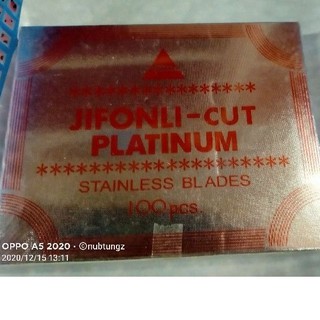 ****************
JIFONLI-CUT
PLATINUM
*********************
STAINLESS BLADES
100 pcs.
OPPO A5 2020 · ©nubtungz
2020/12/15 13:11